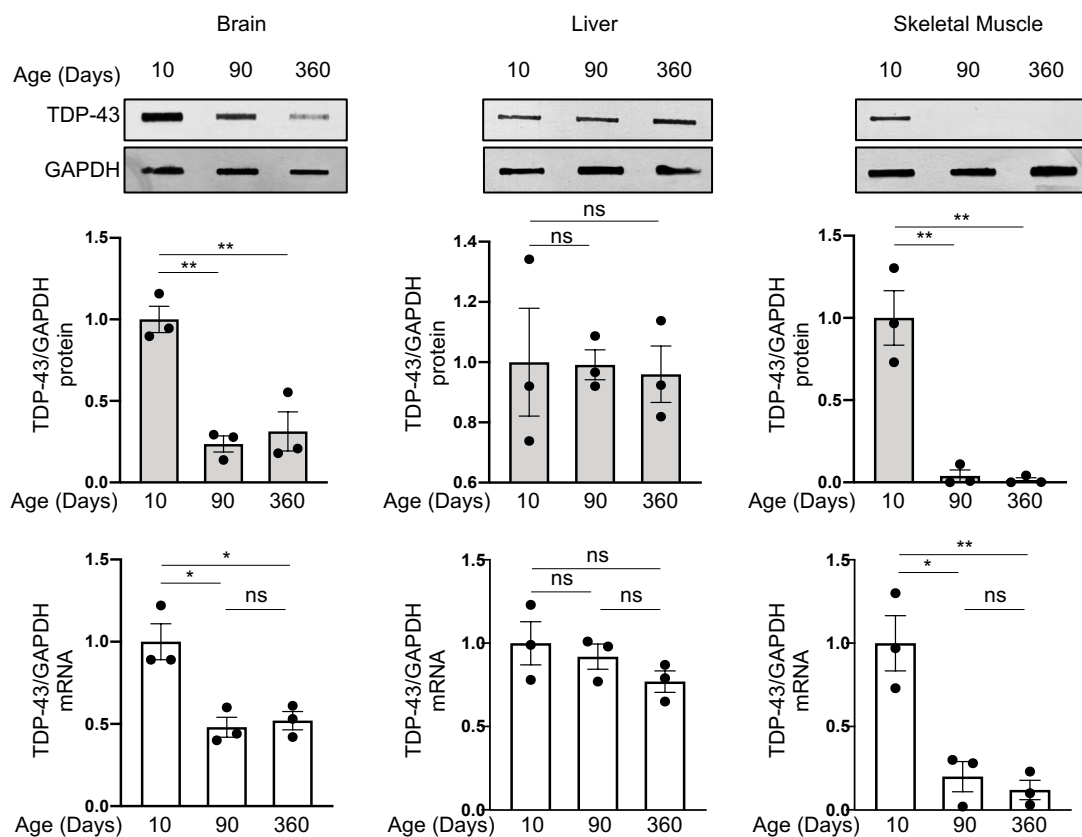 Brain Liver Skeletal Muscle
Age (Days) 10 90 360 10 90 360 10 90 360
TDP-43
GAPDH
TDP-43/GAPDH
protein
1.5
1.0
0.5
0.0
**
**
Age (Days) 10 90 360
TDP-43/GAPDH
protein
1.4
1.2
1.0
0.8
0.6
ns
ns
Age (Days) 10 90 360
TDP-43/GAPDH
protein
1.5
1.0
0.5
0.0
**
**
Age (Days) 10 90 360
TDP-43/GAPDH
mRNA
1.5
1.0
0.5
0.0
*
*
ns
Age (Days) 10 90 360
TDP-43/GAPDH
mRNA
1.5
1.0
0.5
0.0
ns
ns
ns
Age (Days) 10 90 360
TDP-43/GAPDH
mRNA
1.5
1.0
0.5
0.0
**
*
ns
Age (Days) 10 90 360